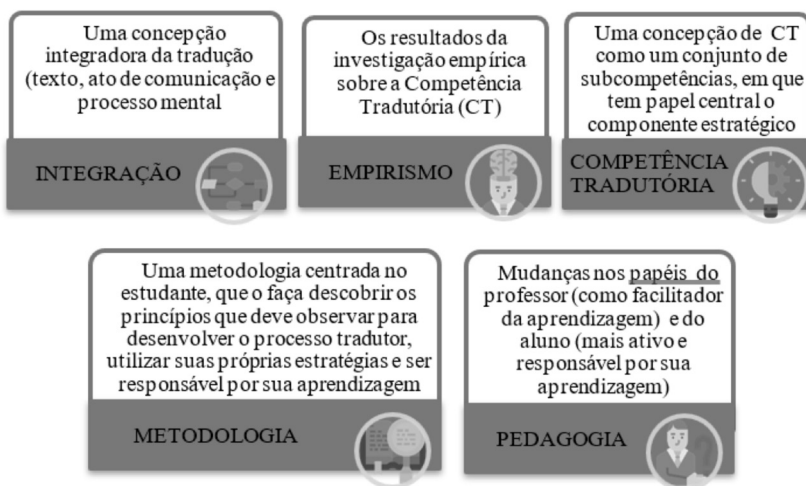 Uma concepção
integradora da tradução
(texto, ato de comunicação e
processo mental
INTEGRAÇÃO
Os resultados da
investigação empírica
sobre a Competência
Tradutória (CT)
EMPIRISMO
Uma concepção de CT
como um conjunto de
subcompetências, em que
tem papel central o
componente estratégico
COMPETÊNCIA
TRADUTÓRIA
Uma metodologia centrada no
estudante, que o faça descobrir os
princípios que deve observar para
desenvolver o processo tradutor,
utilizar suas próprias estratégias e ser
responsável por sua aprendizagem
METODOLOGIA
Mudanças nos papéis do
professor (como facilitador
da aprendizagem) e do
aluno (mais ativo e
responsável por sua
aprendizagem)
PEDAGOGIA